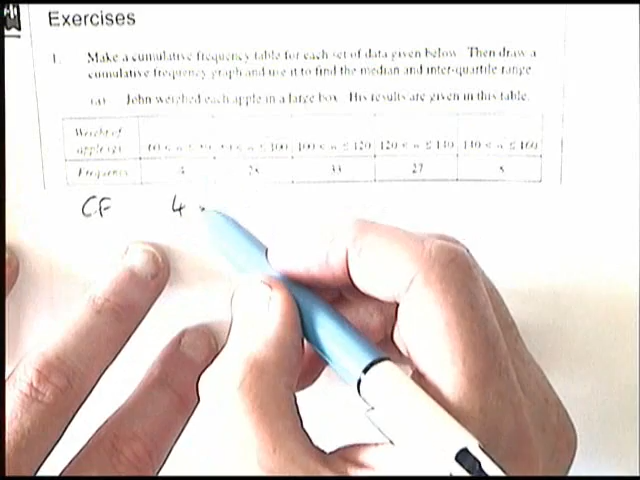 Exercises
1. Make a cumulative frequency table for each set of data given below. Then draw a
cumulative frequency graph and use it to find the median and inter-quartile range.
(a) John weighed each apple in a large box. His results are given in this table.
Weight of
apple (g) 100 < w ≤ 120 120 < w ≤ 140 140 < w ≤ 160
Frequency 33 27
CF 4